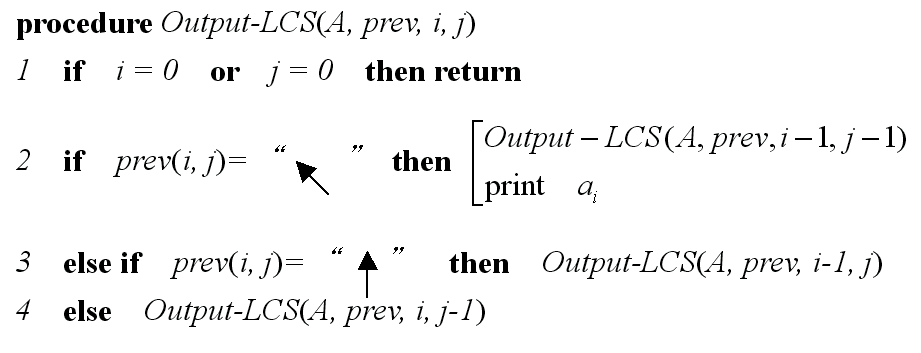 procedure Output-LCS(A, prev, i, j)
1 if i = 0 or j = 0 then return
2 if prev(i, j)= “↖” then [Output − LCS(A, prev, i−1, j−1)
print aᵢ
3 else if prev(i, j)= “↑” then Output-LCS(A, prev, i-1, j)
4 else Output-LCS(A, prev, i, j-1)